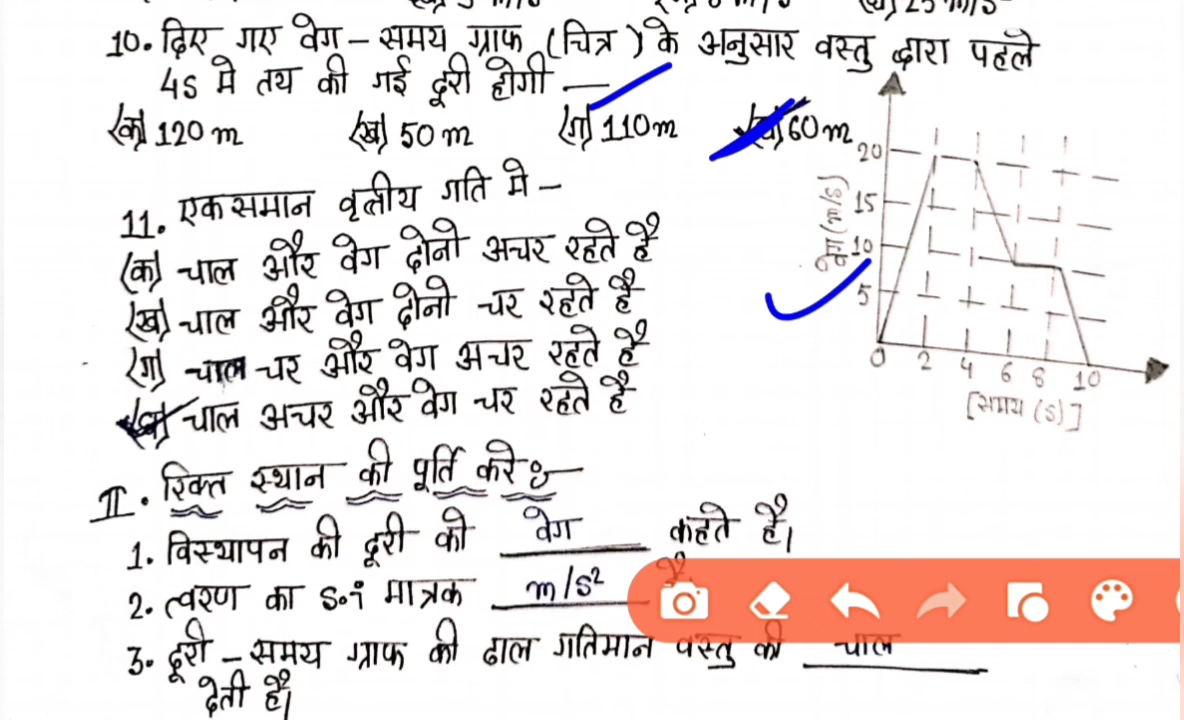 10. दिए गए वेग - समय ग्राफ (चित्र) के अनुसार वस्तु द्वारा पहले
4s मे तय की गई दूरी होगी —
(क) 120 m (ख) 50 m (ग) 110 m (घ) 60 m
20
15
10
5
वेग (m/s)
0 2 4 6 8 10
[समय (s)]
11. एक समान वृत्तीय गति मे -
(क) चाल और वेग दोनो अचर रहते है
(ख) चाल और वेग दोनो चर रहते है
(ग) चाल चर और वेग अचर रहते है
(घ) चाल अचर और वेग चर रहते है
II. रिक्त स्थान की पूर्ति करे :-
1. विस्थापन की दूरी को वेग कहते है।
2. त्वरण का S.i मात्रक m/s² है
3. दूरी - समय ग्राफ की ढाल गतिमान वस्तु की चाल
देती है।